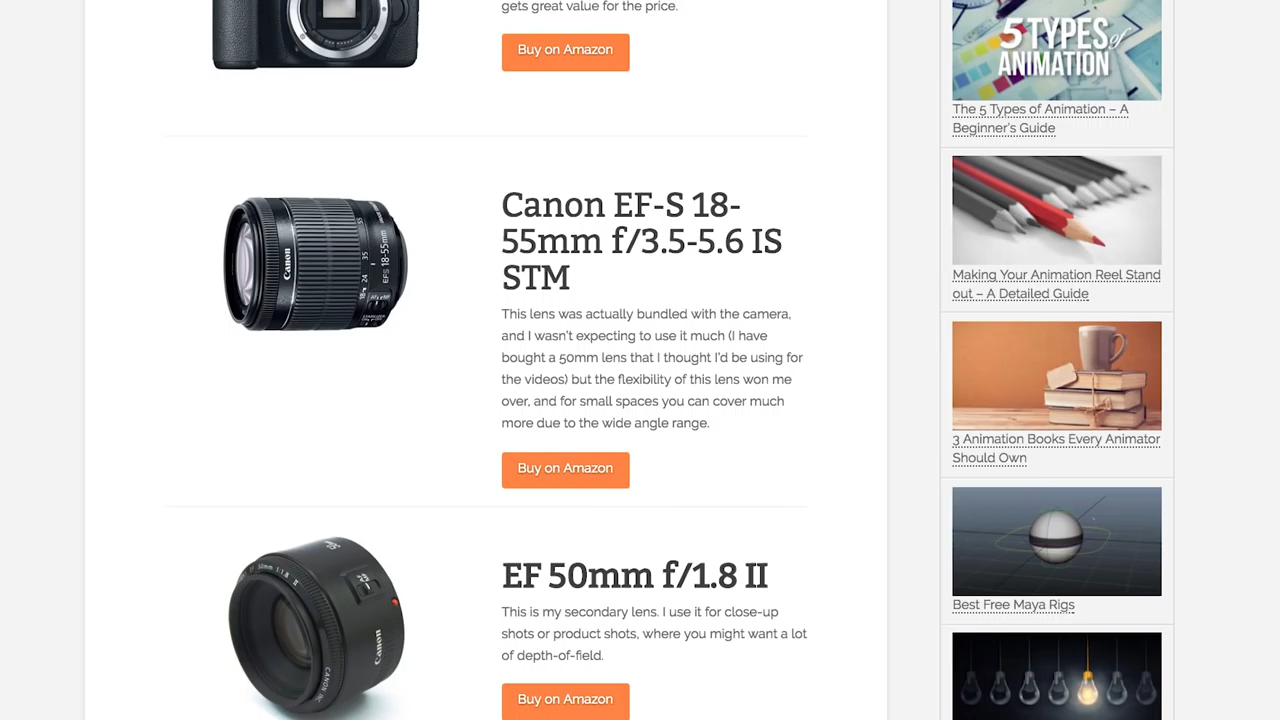 gets great value for the price.
Buy on Amazon
Canon EF-S 18-
55mm f/3.5-5.6 IS
STM
This lens was actually bundled with the camera,
and I wasn't expecting to use it much (I have
bought a 50mm lens that I thought I'd be using for
the videos) but the flexibility of this lens won me
over, and for small spaces you can cover much
more due to the wide angle range.
Buy on Amazon
Canon
EFS 18-55mm
EF 50mm f/1.8 II
This is my secondary lens. I use it for close-up
shots or product shots, where you might want a lot
of depth-of-field.
Buy on Amazon
Canon
5 TYPES of
ANIMATION
The 5 Types of Animation – A
Beginner's Guide
Making Your Animation Reel Stand
out – A Detailed Guide
3 Animation Books Every Animator
Should Own
Best Free Maya Rigs